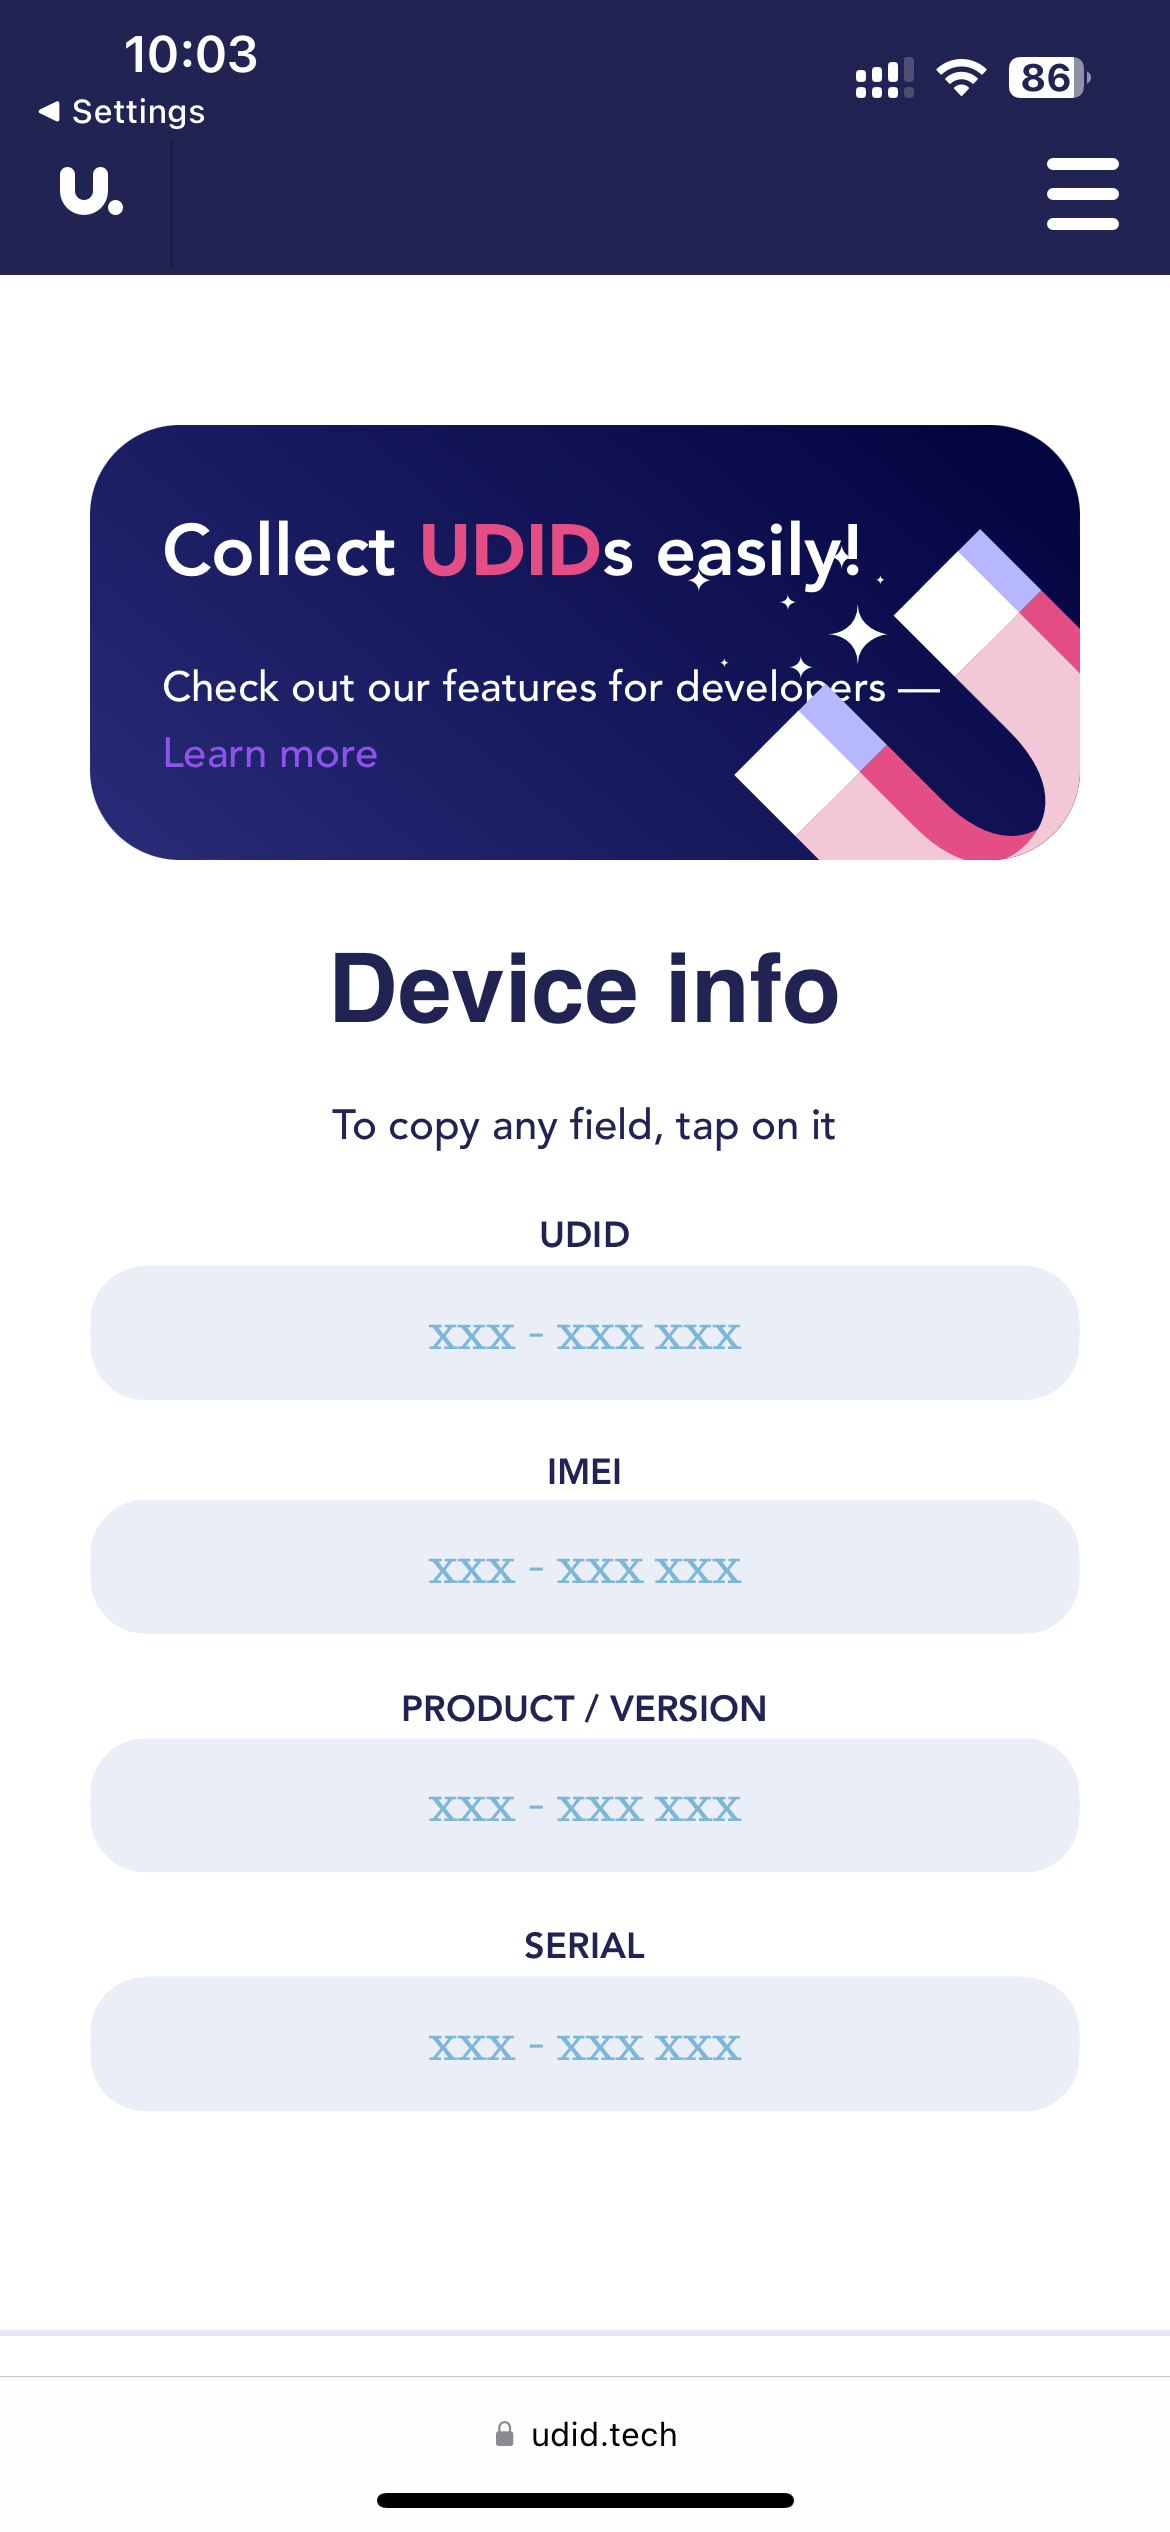 10:03
86
Settings
u.
Collect UDIDs easily!
Check out our features for developers —
Learn more
Device info
To copy any field, tap on it
UDID
xxx - xxx xxx
IMEI
xxx - xxx xxx
PRODUCT / VERSION
xxx - xxx xxx
SERIAL
xxx - xxx xxx
udid.tech